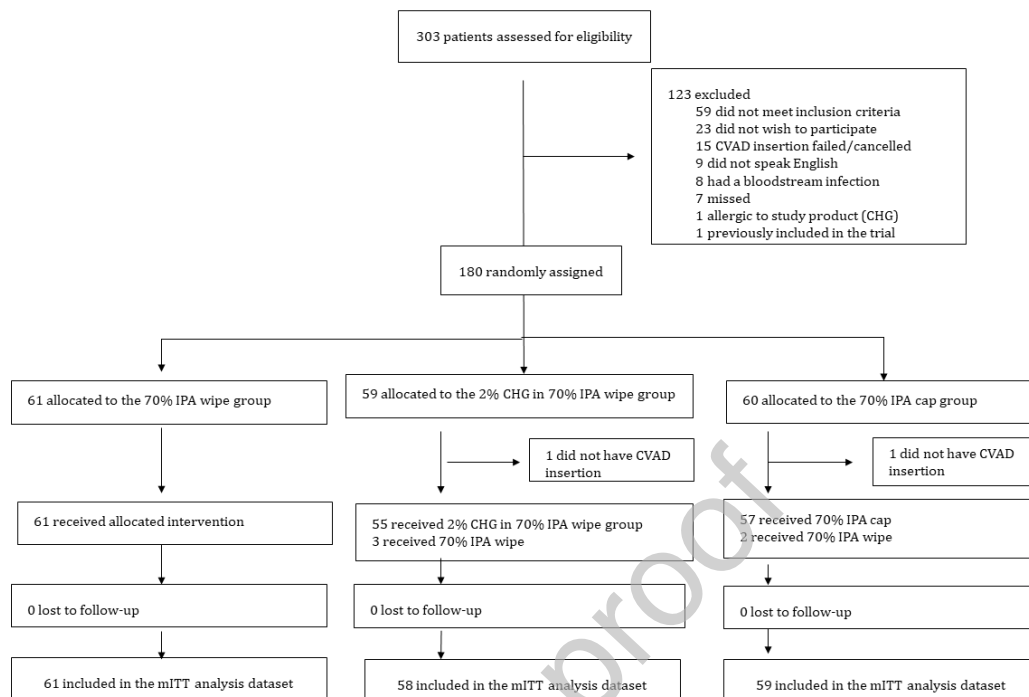 303 patients assessed for eligibility
123 excluded
59 did not meet inclusion criteria
23 did not wish to participate
15 CVAD insertion failed/cancelled
9 did not speak English
8 had a bloodstream infection
7 missed
1 allergic to study product (CHG)
1 previously included in the trial
180 randomly assigned
61 allocated to the 70% IPA wipe group
59 allocated to the 2% CHG in 70% IPA wipe group
60 allocated to the 70% IPA cap group
1 did not have CVAD
insertion
1 did not have CVAD
insertion
61 received allocated intervention
55 received 2% CHG in 70% IPA wipe group
3 received 70% IPA wipe
57 received 70% IPA cap
2 received 70% IPA wipe
0 lost to follow-up
0 lost to follow-up
0 lost to follow-up
61 included in the mITT analysis dataset
58 included in the mITT analysis dataset
59 included in the mITT analysis dataset
proof